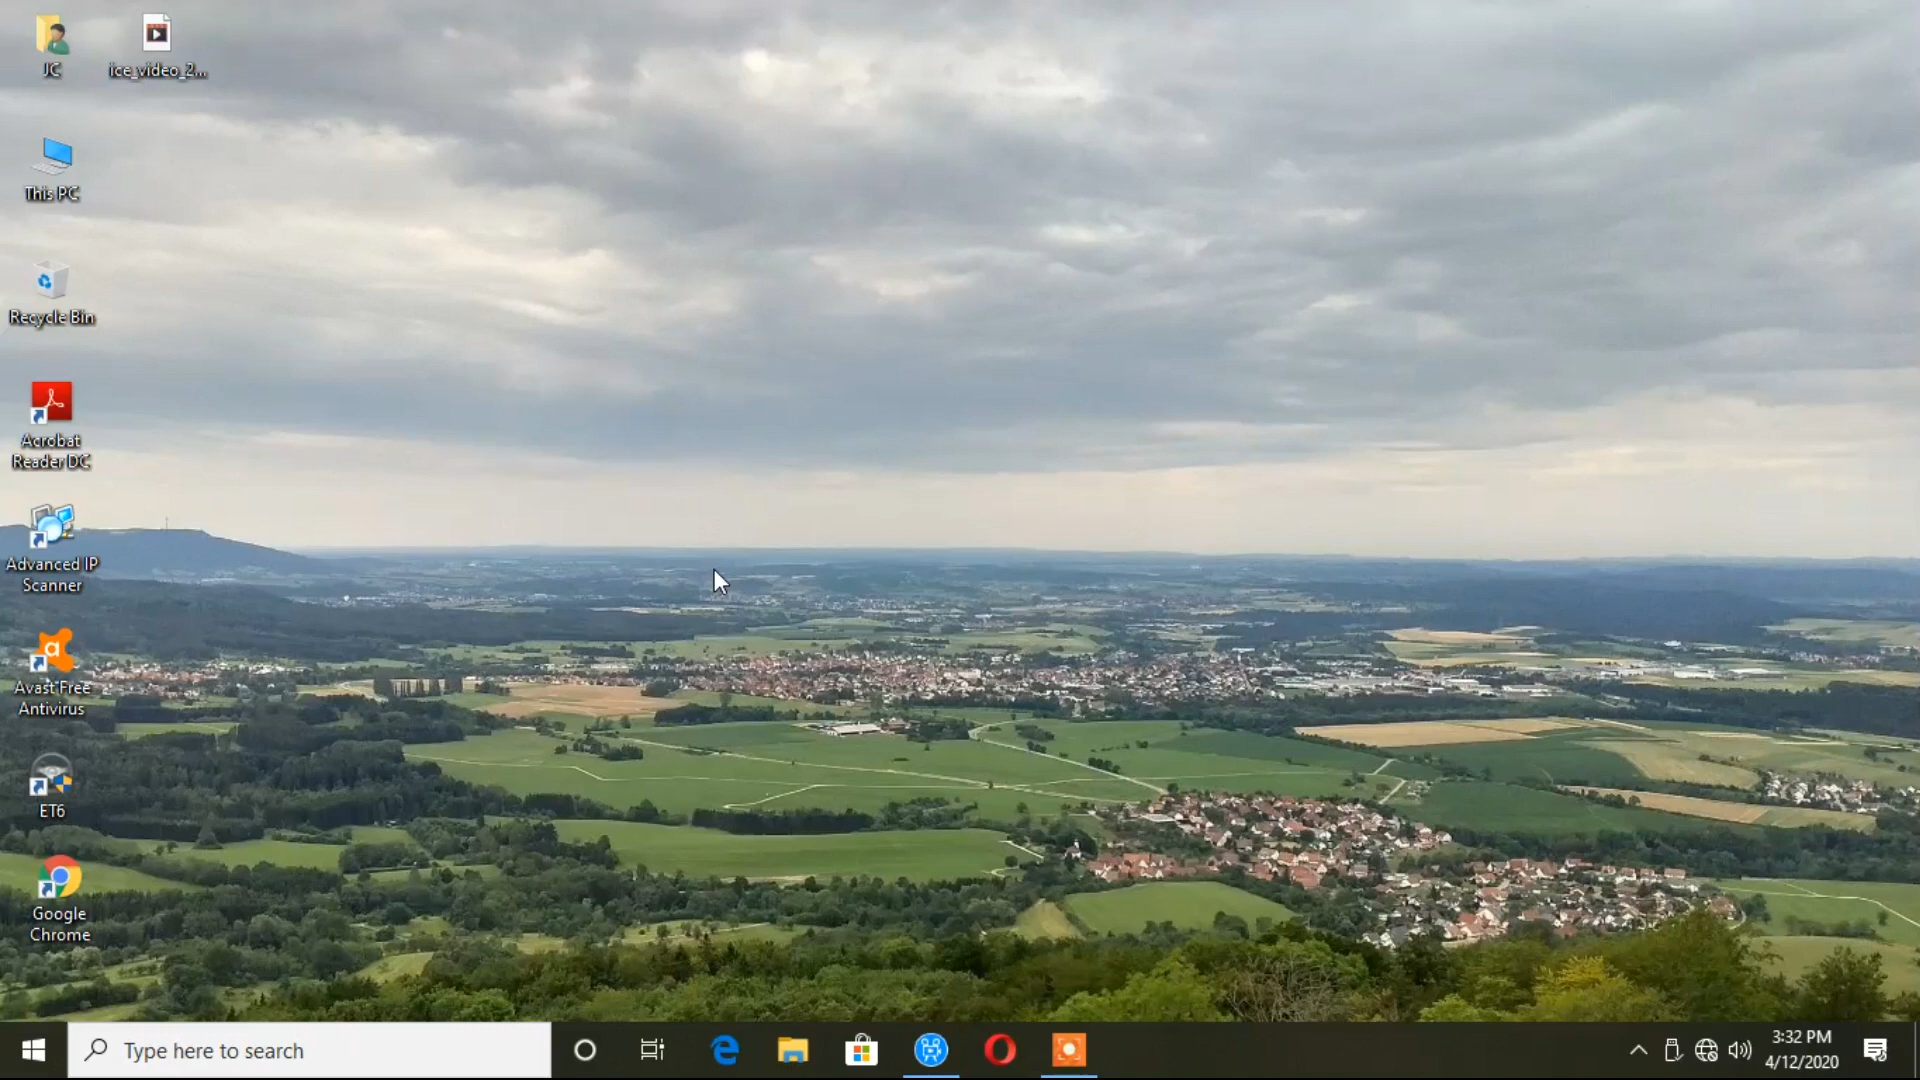 JC
ice_video_2...
This PC
Recycle Bin
Acrobat
Reader DC
Advanced IP
Scanner
Avast Free
Antivirus
ET6
Google
Chrome
Type here to search
3:32 PM
4/12/2020